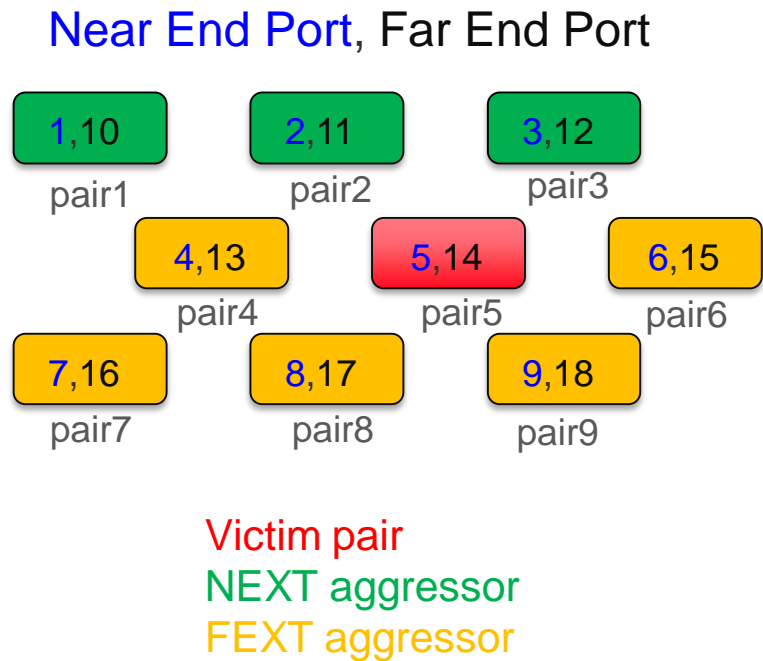 Near End Port, Far End Port
1,10
2,11
3,12
pair1
pair2
pair3
4,13
5,14
6,15
pair4
pair5
pair6
7,16
8,17
9,18
pair7
pair8
pair9
Victim pair
NEXT aggressor
FEXT aggressor